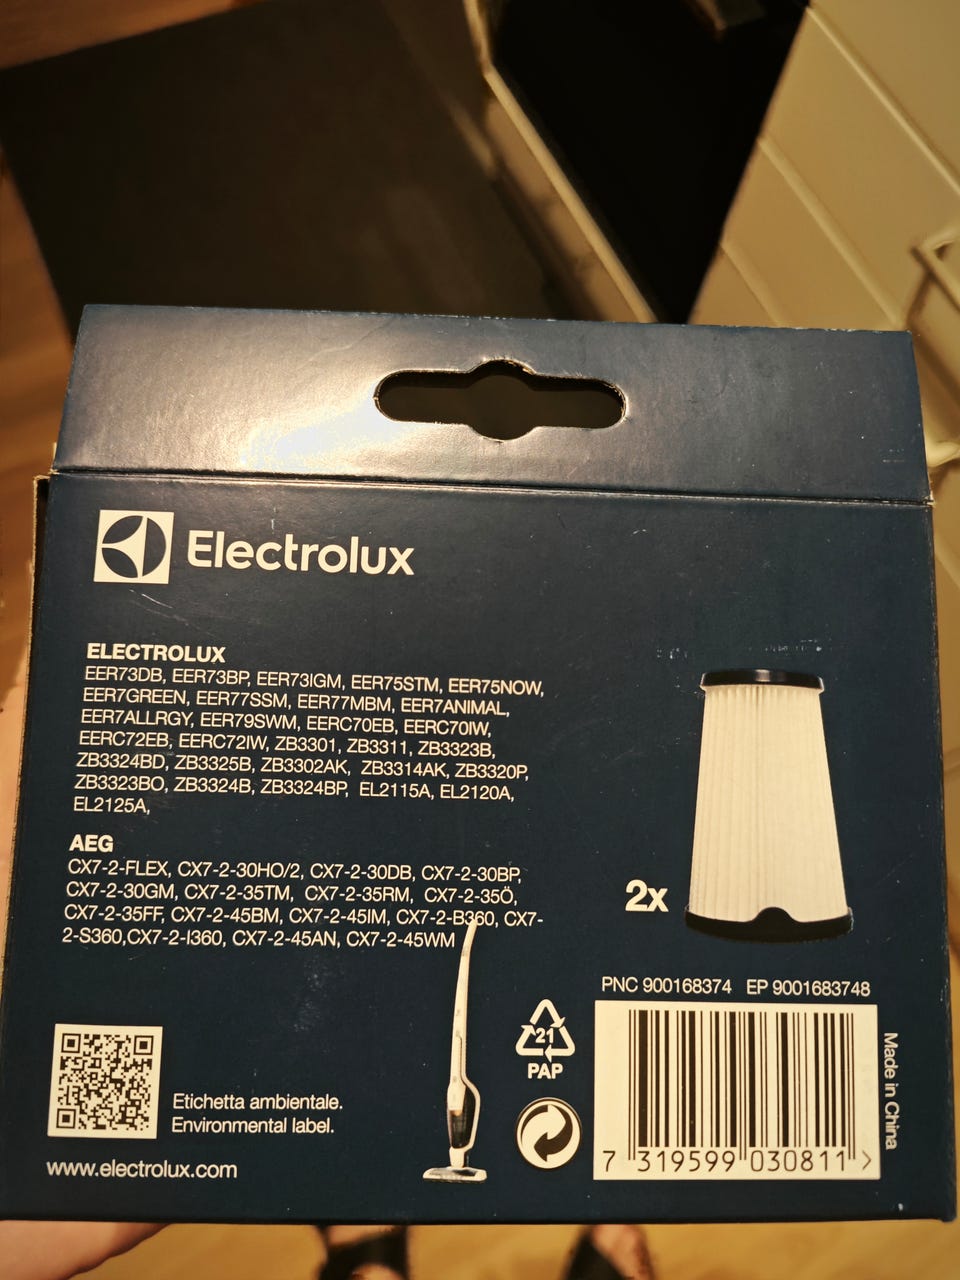 Electrolux
ELECTROLUX
EER73DB, EER73BP, EER73IGM, EER75STM, EER75NOW,
EER7GREEN, EER77SSM, EER77MBM, EER7ANIMAL,
EER7ALLRGY, EER79SWM, EERC70EB, EERC70IW,
EERC72EB, EERC72IW, ZB3301, ZB3311, ZB3323B,
ZB3324BD, ZB3325B, ZB3302AK, ZB3314AK, ZB3320P,
ZB3323BO, ZB3324B, ZB3324BP, EL2115A, EL2120A,
EL2125A,
AEG
CX7-2-FLEX, CX7-2-30HO/2, CX7-2-30DB, CX7-2-30BP,
CX7-2-30GM, CX7-2-35TM, CX7-2-35RM, CX7-2-35Ö,
CX7-2-35FF, CX7-2-45BM, CX7-2-45IM, CX7-2-B360, CX7-
2-S360,CX7-2-I360, CX7-2-45AN, CX7-2-45WM
2x
PNC 900168374 EP 9001683748
21
PAP
Etichetta ambientale.
Environmental label.
www.electrolux.com
7 319599 030811 >
Made in China